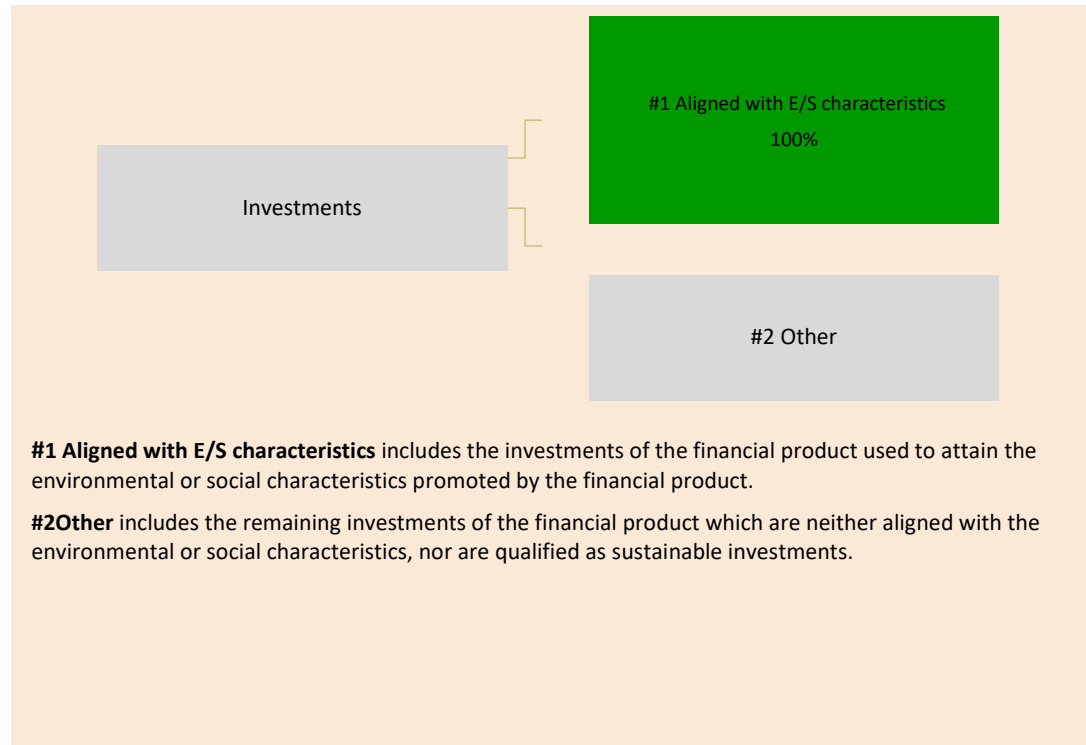 #1 Aligned with E/S characteristics
100%
Investments
#2 Other
#1 Aligned with E/S characteristics includes the investments of the financial product used to attain the
environmental or social characteristics promoted by the financial product.
#2Other includes the remaining investments of the financial product which are neither aligned with the
environmental or social characteristics, nor are qualified as sustainable investments.